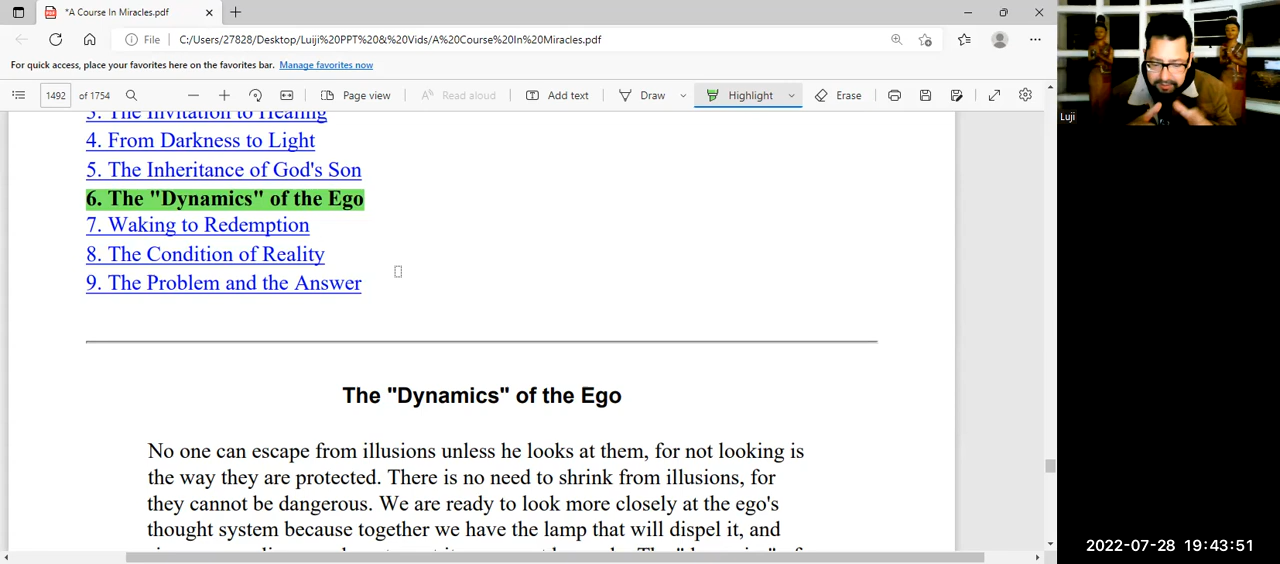 *A Course In Miracles.pdf
File C:/Users/27828/Desktop/Luiji%20PPT%20&%20Vids/A%20Course%20In%20Miracles.pdf
For quick access, place your favorites here on the favorites bar. Manage favorites now
1492 of 1754 Page view Read aloud Add text Draw Highlight Erase
3. The Invitation to Healing
4. From Darkness to Light
5. The Inheritance of God's Son
6. The "Dynamics" of the Ego
7. Waking to Redemption
8. The Condition of Reality
9. The Problem and the Answer
The "Dynamics" of the Ego
No one can escape from illusions unless he looks at them, for not looking is
the way they are protected. There is no need to shrink from illusions, for
they cannot be dangerous. We are ready to look more closely at the ego's
thought system because together we have the lamp that will dispel it, and
Luji
2022-07-28 19:43:51